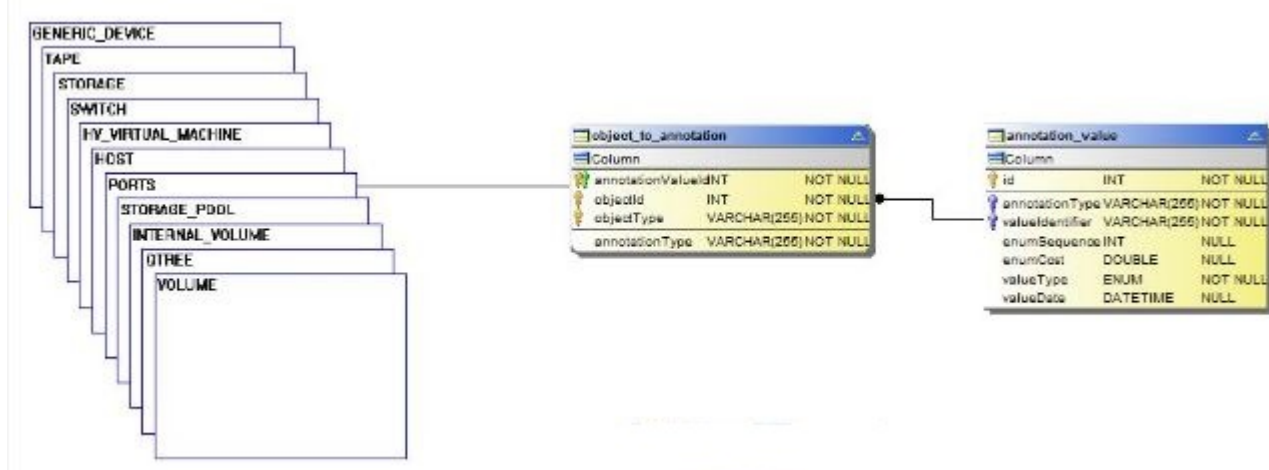 GENERIC_DEVICE
TAPE
STORAGE
SWITCH
HV_VIRTUAL_MACHINE
HOST
PORTS
STORAGE_POOL
INTERNAL_VOLUME
QTREE
VOLUME
object_to_annotation
Column
annotationValueId INT NOT NULL
objectId INT NOT NULL
objectType VARCHAR(255) NOT NULL
annotationType VARCHAR(255) NOT NULL
annotation_value
Column
id INT NOT NULL
annotationType VARCHAR(255) NOT NULL
valueIdentifier VARCHAR(255) NOT NULL
enumSequence INT NULL
enumCost DOUBLE NULL
valueType ENUM NOT NULL
valueDate DATETIME NULL